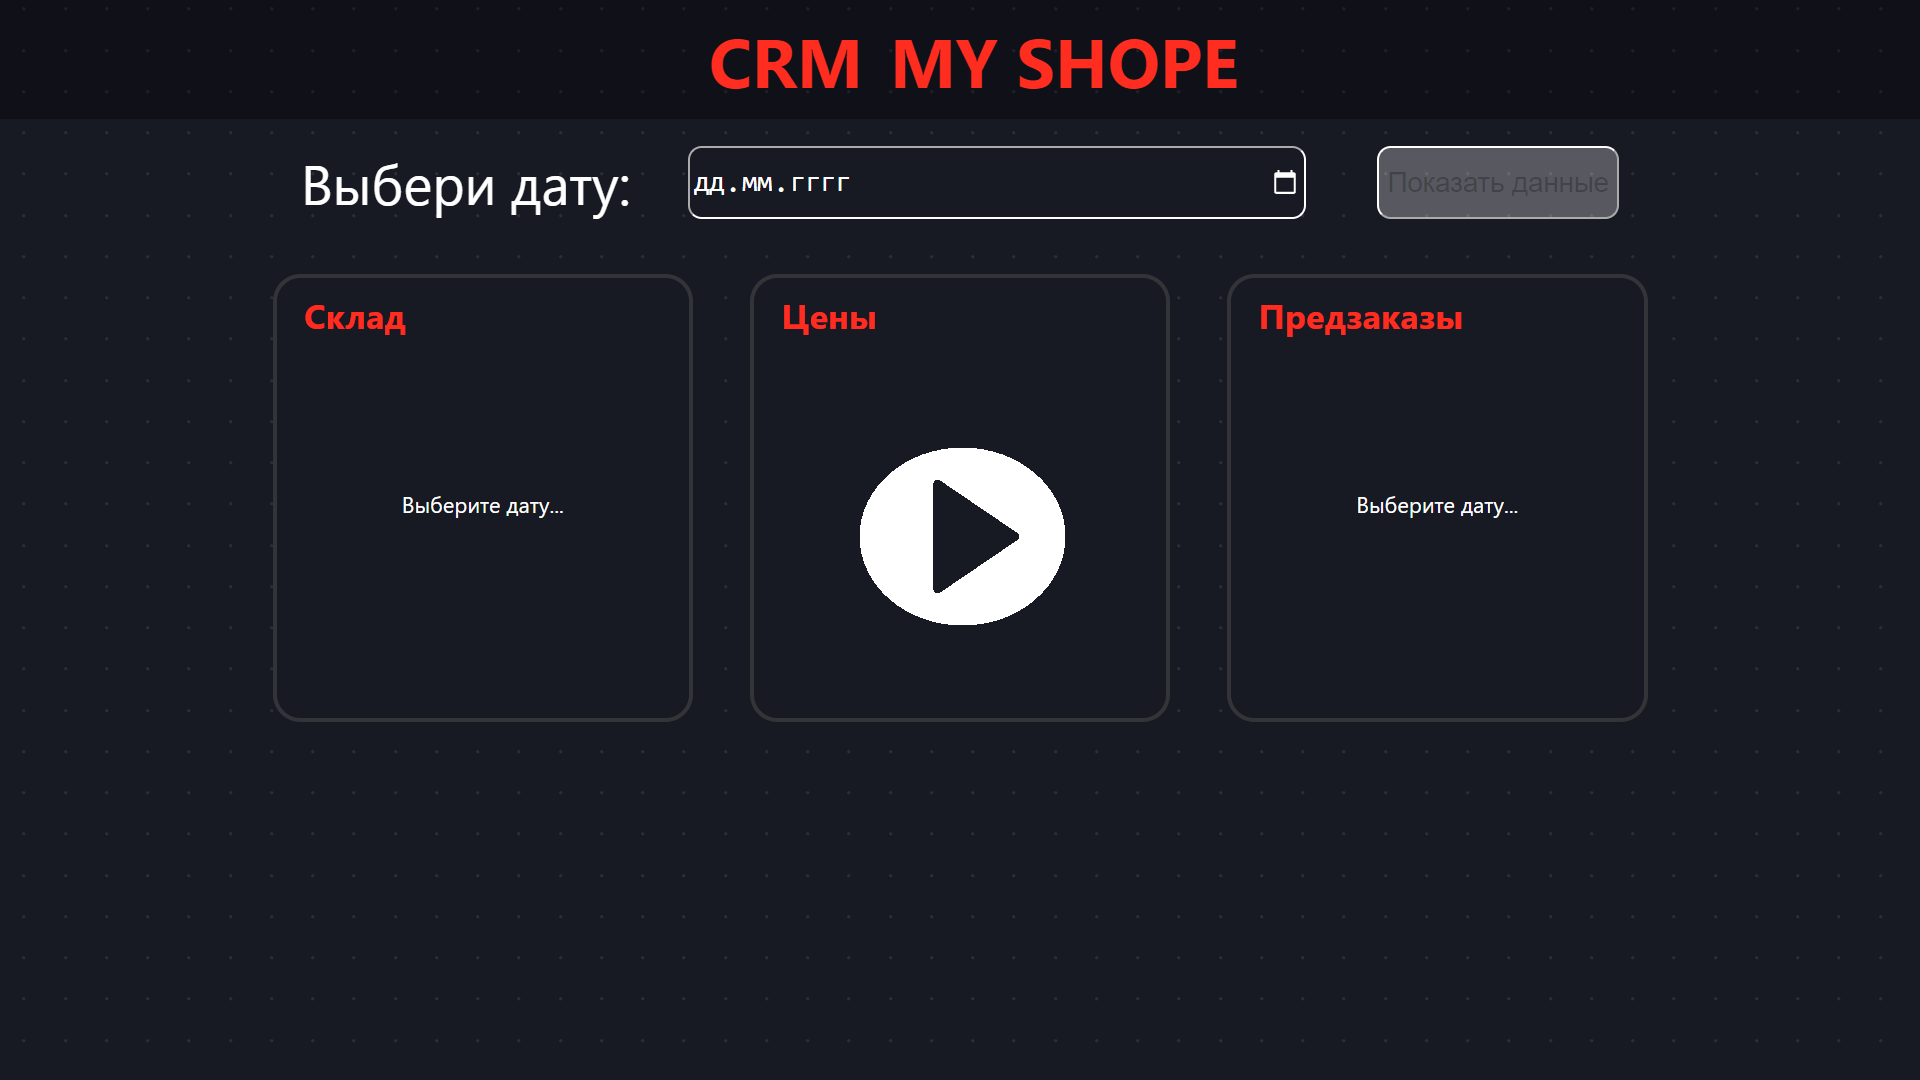 CRM MY SHOPE
Выбери дату:
дд.мм.гггг
Показать данные
Склад
Цены
Предзаказы
Выберите дату...
Выберите дату...